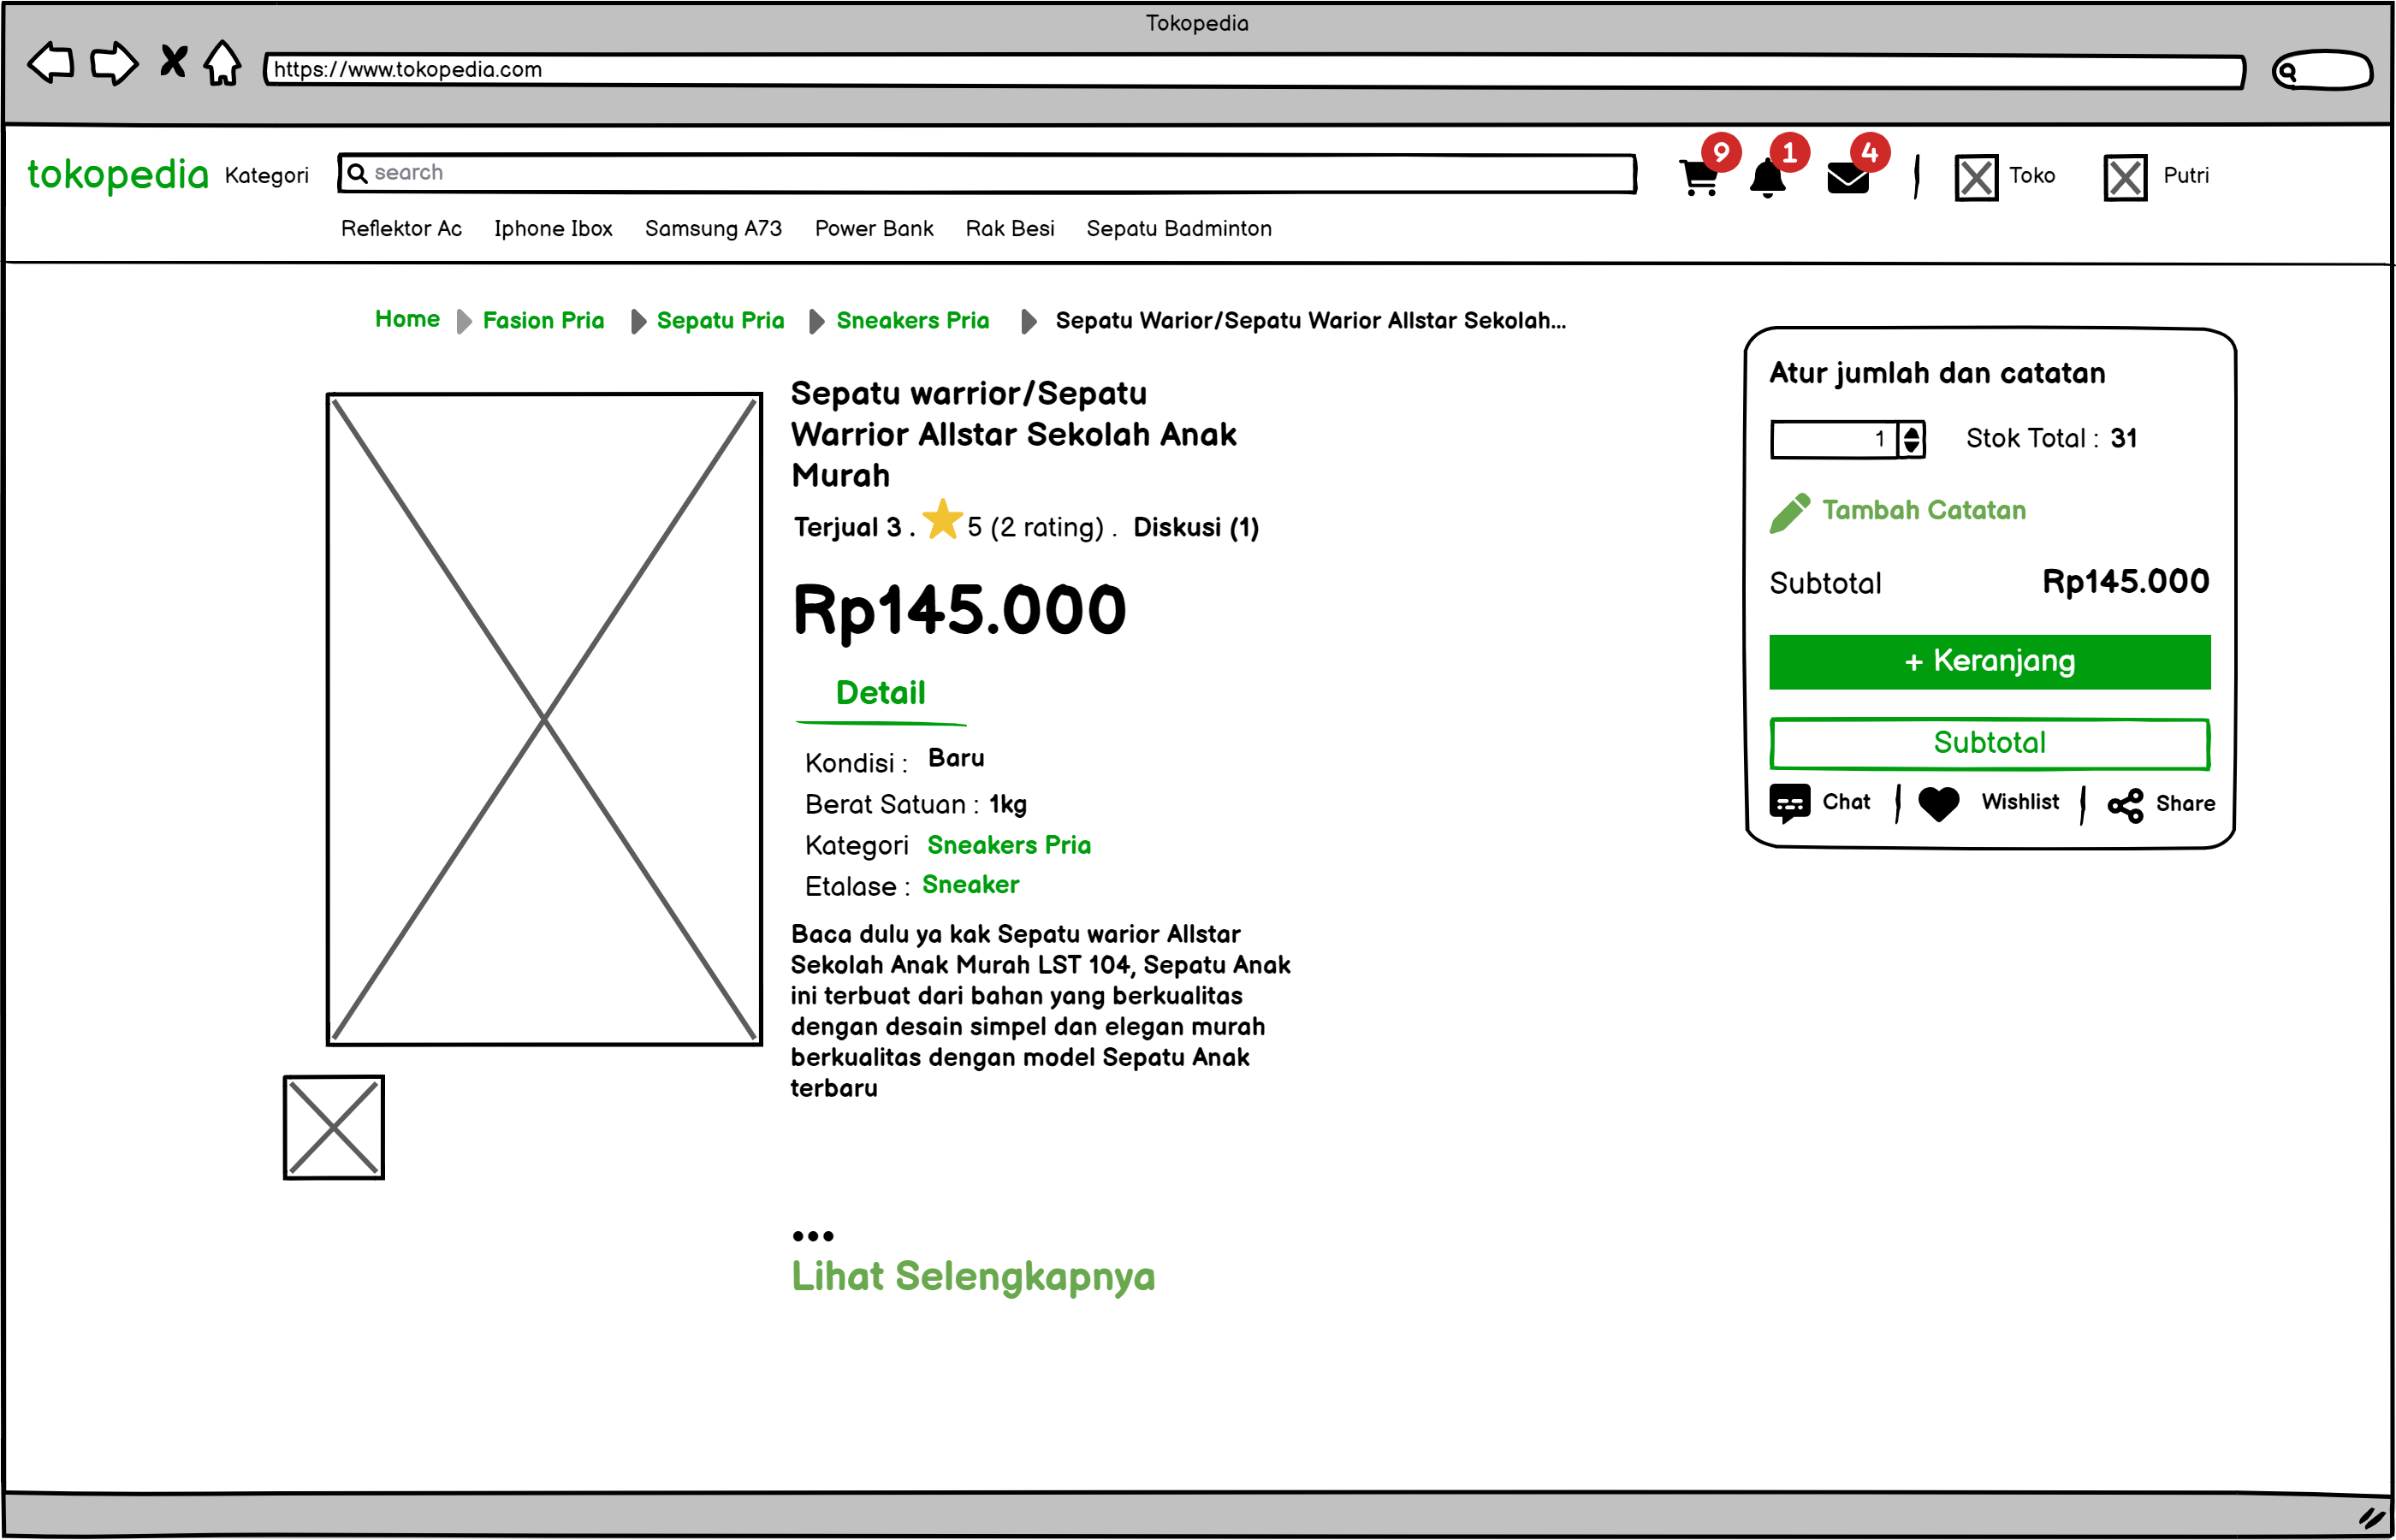 Tokopedia
https://www.tokopedia.com
tokopedia Kategori search 9 1 4 Toko Putri
Reflektor Ac Iphone Ibox Samsung A73 Power Bank Rak Besi Sepatu Badminton
Home Fasion Pria Sepatu Pria Sneakers Pria Sepatu Warior/Sepatu Warior Allstar Sekolah...
Sepatu warrior/Sepatu
Warrior Allstar Sekolah Anak
Murah
Terjual 3 . 5 (2 rating) . Diskusi (1)
Rp145.000
Detail
Kondisi : Baru
Berat Satuan : 1kg
Kategori Sneakers Pria
Etalase : Sneaker
Baca dulu ya kak Sepatu warior Allstar
Sekolah Anak Murah LST 104, Sepatu Anak
ini terbuat dari bahan yang berkualitas
dengan desain simpel dan elegan murah
berkualitas dengan model Sepatu Anak
terbaru
...
Lihat Selengkapnya
Atur jumlah dan catatan
1 Stok Total : 31
Tambah Catatan
Subtotal Rp145.000
+ Keranjang
Subtotal
Chat Wishlist Share